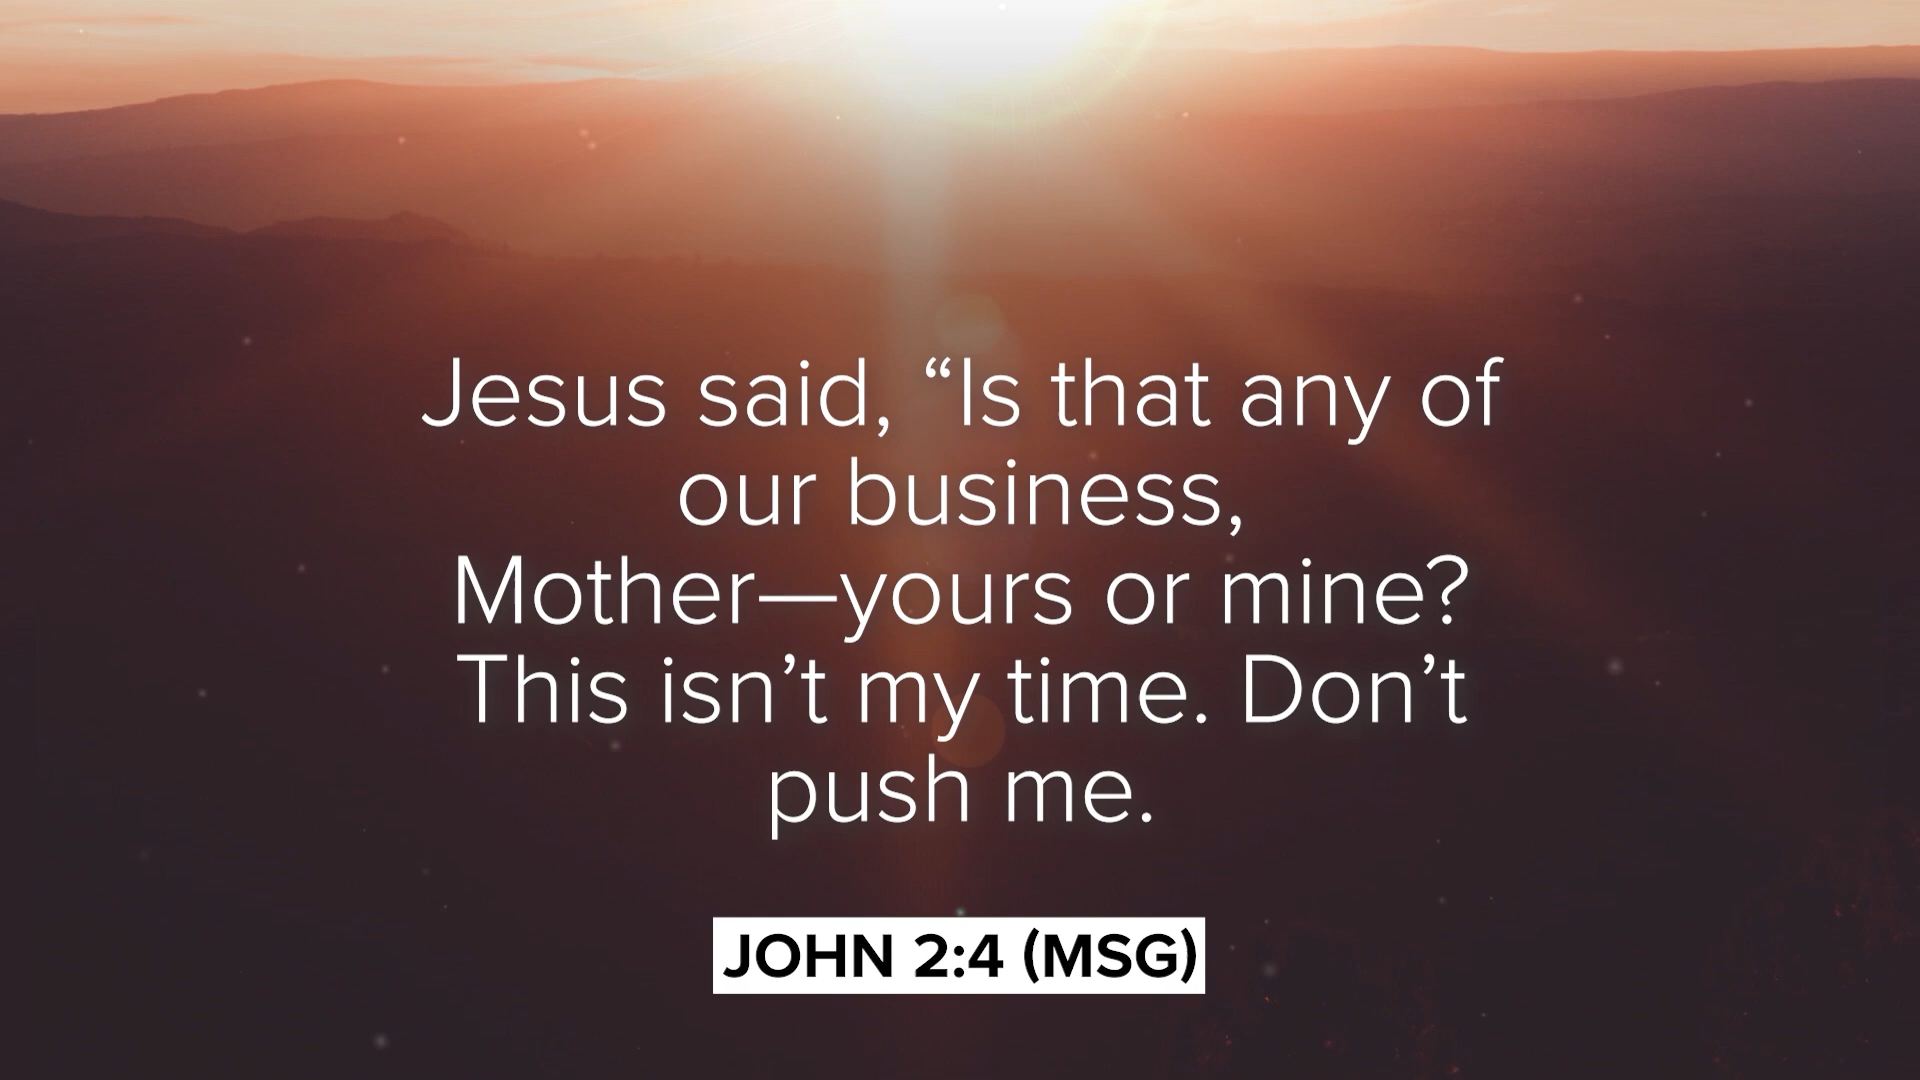 Jesus said,  “Is that any of
our business,
Mother—yours or mine?
This isn’t my time. Don’t
push me.
JOHN 2:4 (MSG)